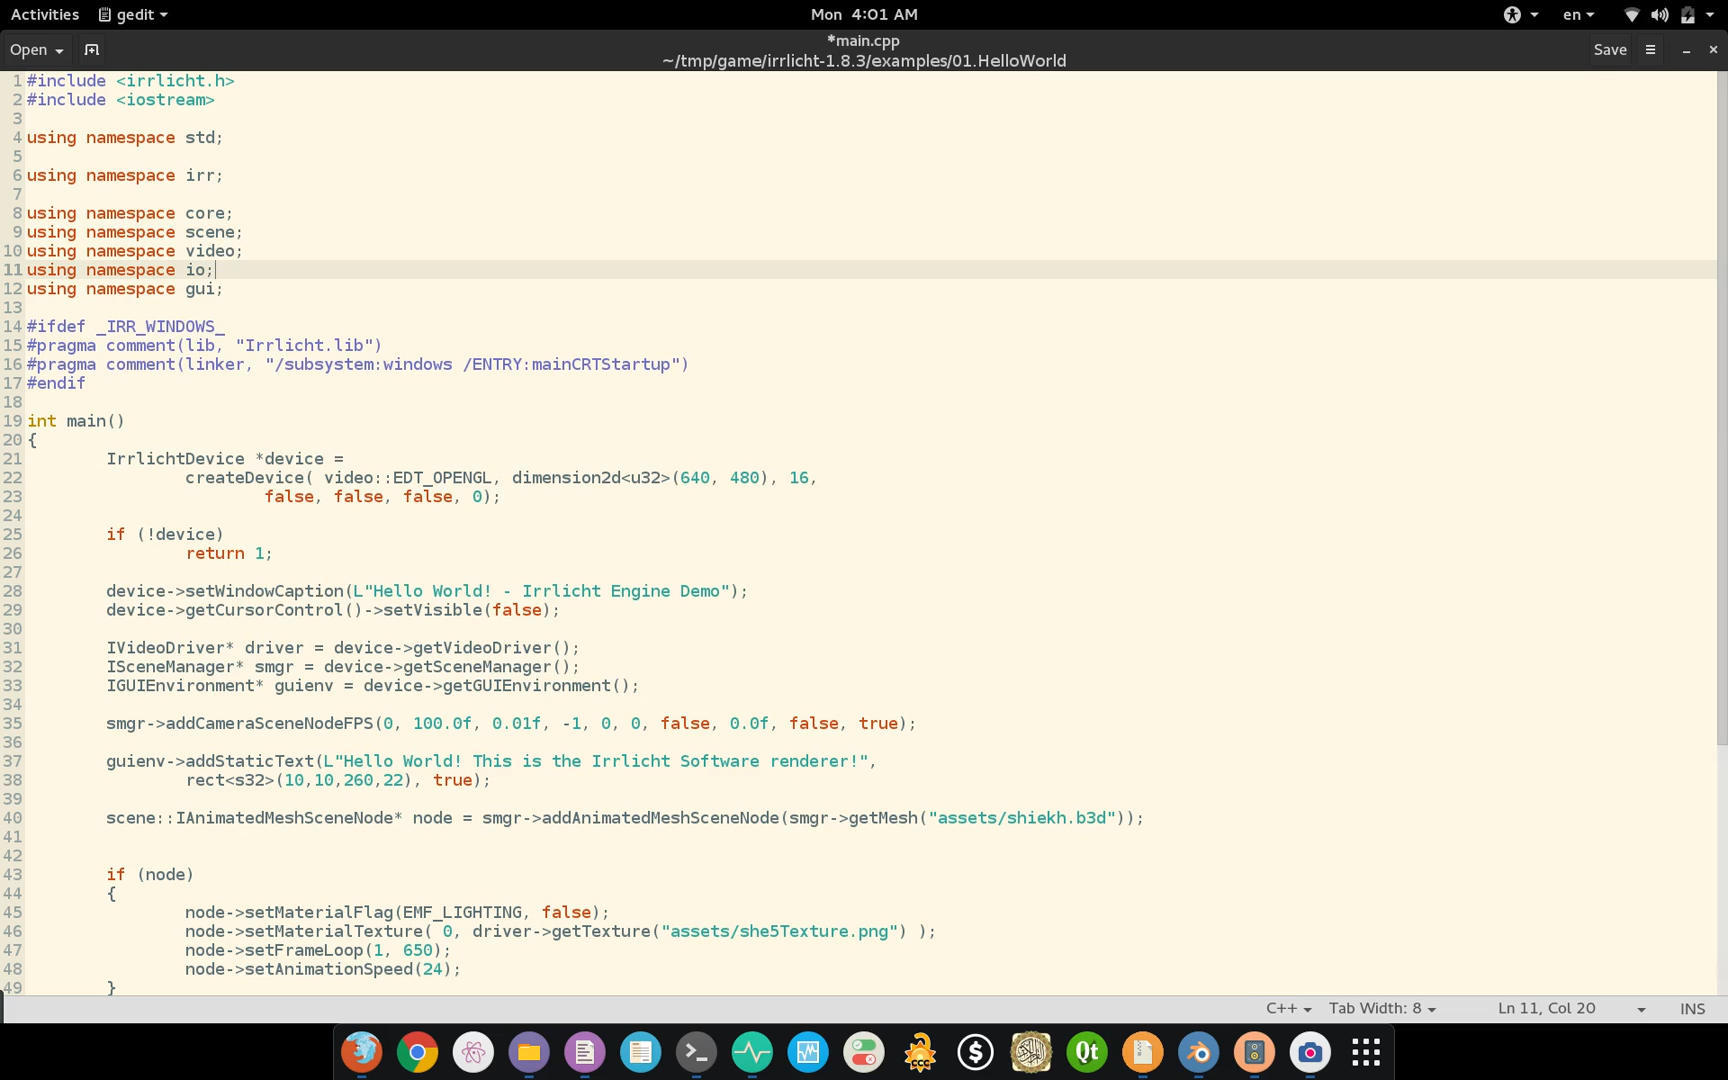 Activities gedit Mon 4:01 AM en
Open *main.cpp Save
~/tmp/game/irrlicht-1.8.3/examples/01.HelloWorld
1 #include <irrlicht.h>
2 #include <iostream>
3
4 using namespace std;
5
6 using namespace irr;
7
8 using namespace core;
9 using namespace scene;
10 using namespace video;
11 using namespace io;
12 using namespace gui;
13
14 #ifdef _IRR_WINDOWS_
15 #pragma comment(lib, "Irrlicht.lib")
16 #pragma comment(linker, "/subsystem:windows /ENTRY:mainCRTStartup")
17 #endif
18
19 int main()
20 {
21 IrrlichtDevice *device =
22 createDevice( video::EDT_OPENGL, dimension2d<u32>(640, 480), 16,
23 false, false, false, 0);
24
25 if (!device)
26 return 1;
27
28 device->setWindowCaption(L"Hello World! - Irrlicht Engine Demo");
29 device->getCursorControl()->setVisible(false);
30
31 IVideoDriver* driver = device->getVideoDriver();
32 ISceneManager* smgr = device->getSceneManager();
33 IGUIEnvironment* guienv = device->getGUIEnvironment();
34
35 smgr->addCameraSceneNodeFPS(0, 100.0f, 0.01f, -1, 0, 0, false, 0.0f, false, true);
36
37 guienv->addStaticText(L"Hello World! This is the Irrlicht Software renderer!",
38 rect<s32>(10,10,260,22), true);
39
40 scene::IAnimatedMeshSceneNode* node = smgr->addAnimatedMeshSceneNode(smgr->getMesh("assets/shiekh.b3d"));
41
42
43 if (node)
44 {
45 node->setMaterialFlag(EMF_LIGHTING, false);
46 node->setMaterialTexture( 0, driver->getTexture("assets/she5Texture.png") );
47 node->setFrameLoop(1, 650);
48 node->setAnimationSpeed(24);
49 }
C++ Tab Width: 8 Ln 11, Col 20 INS
Qt